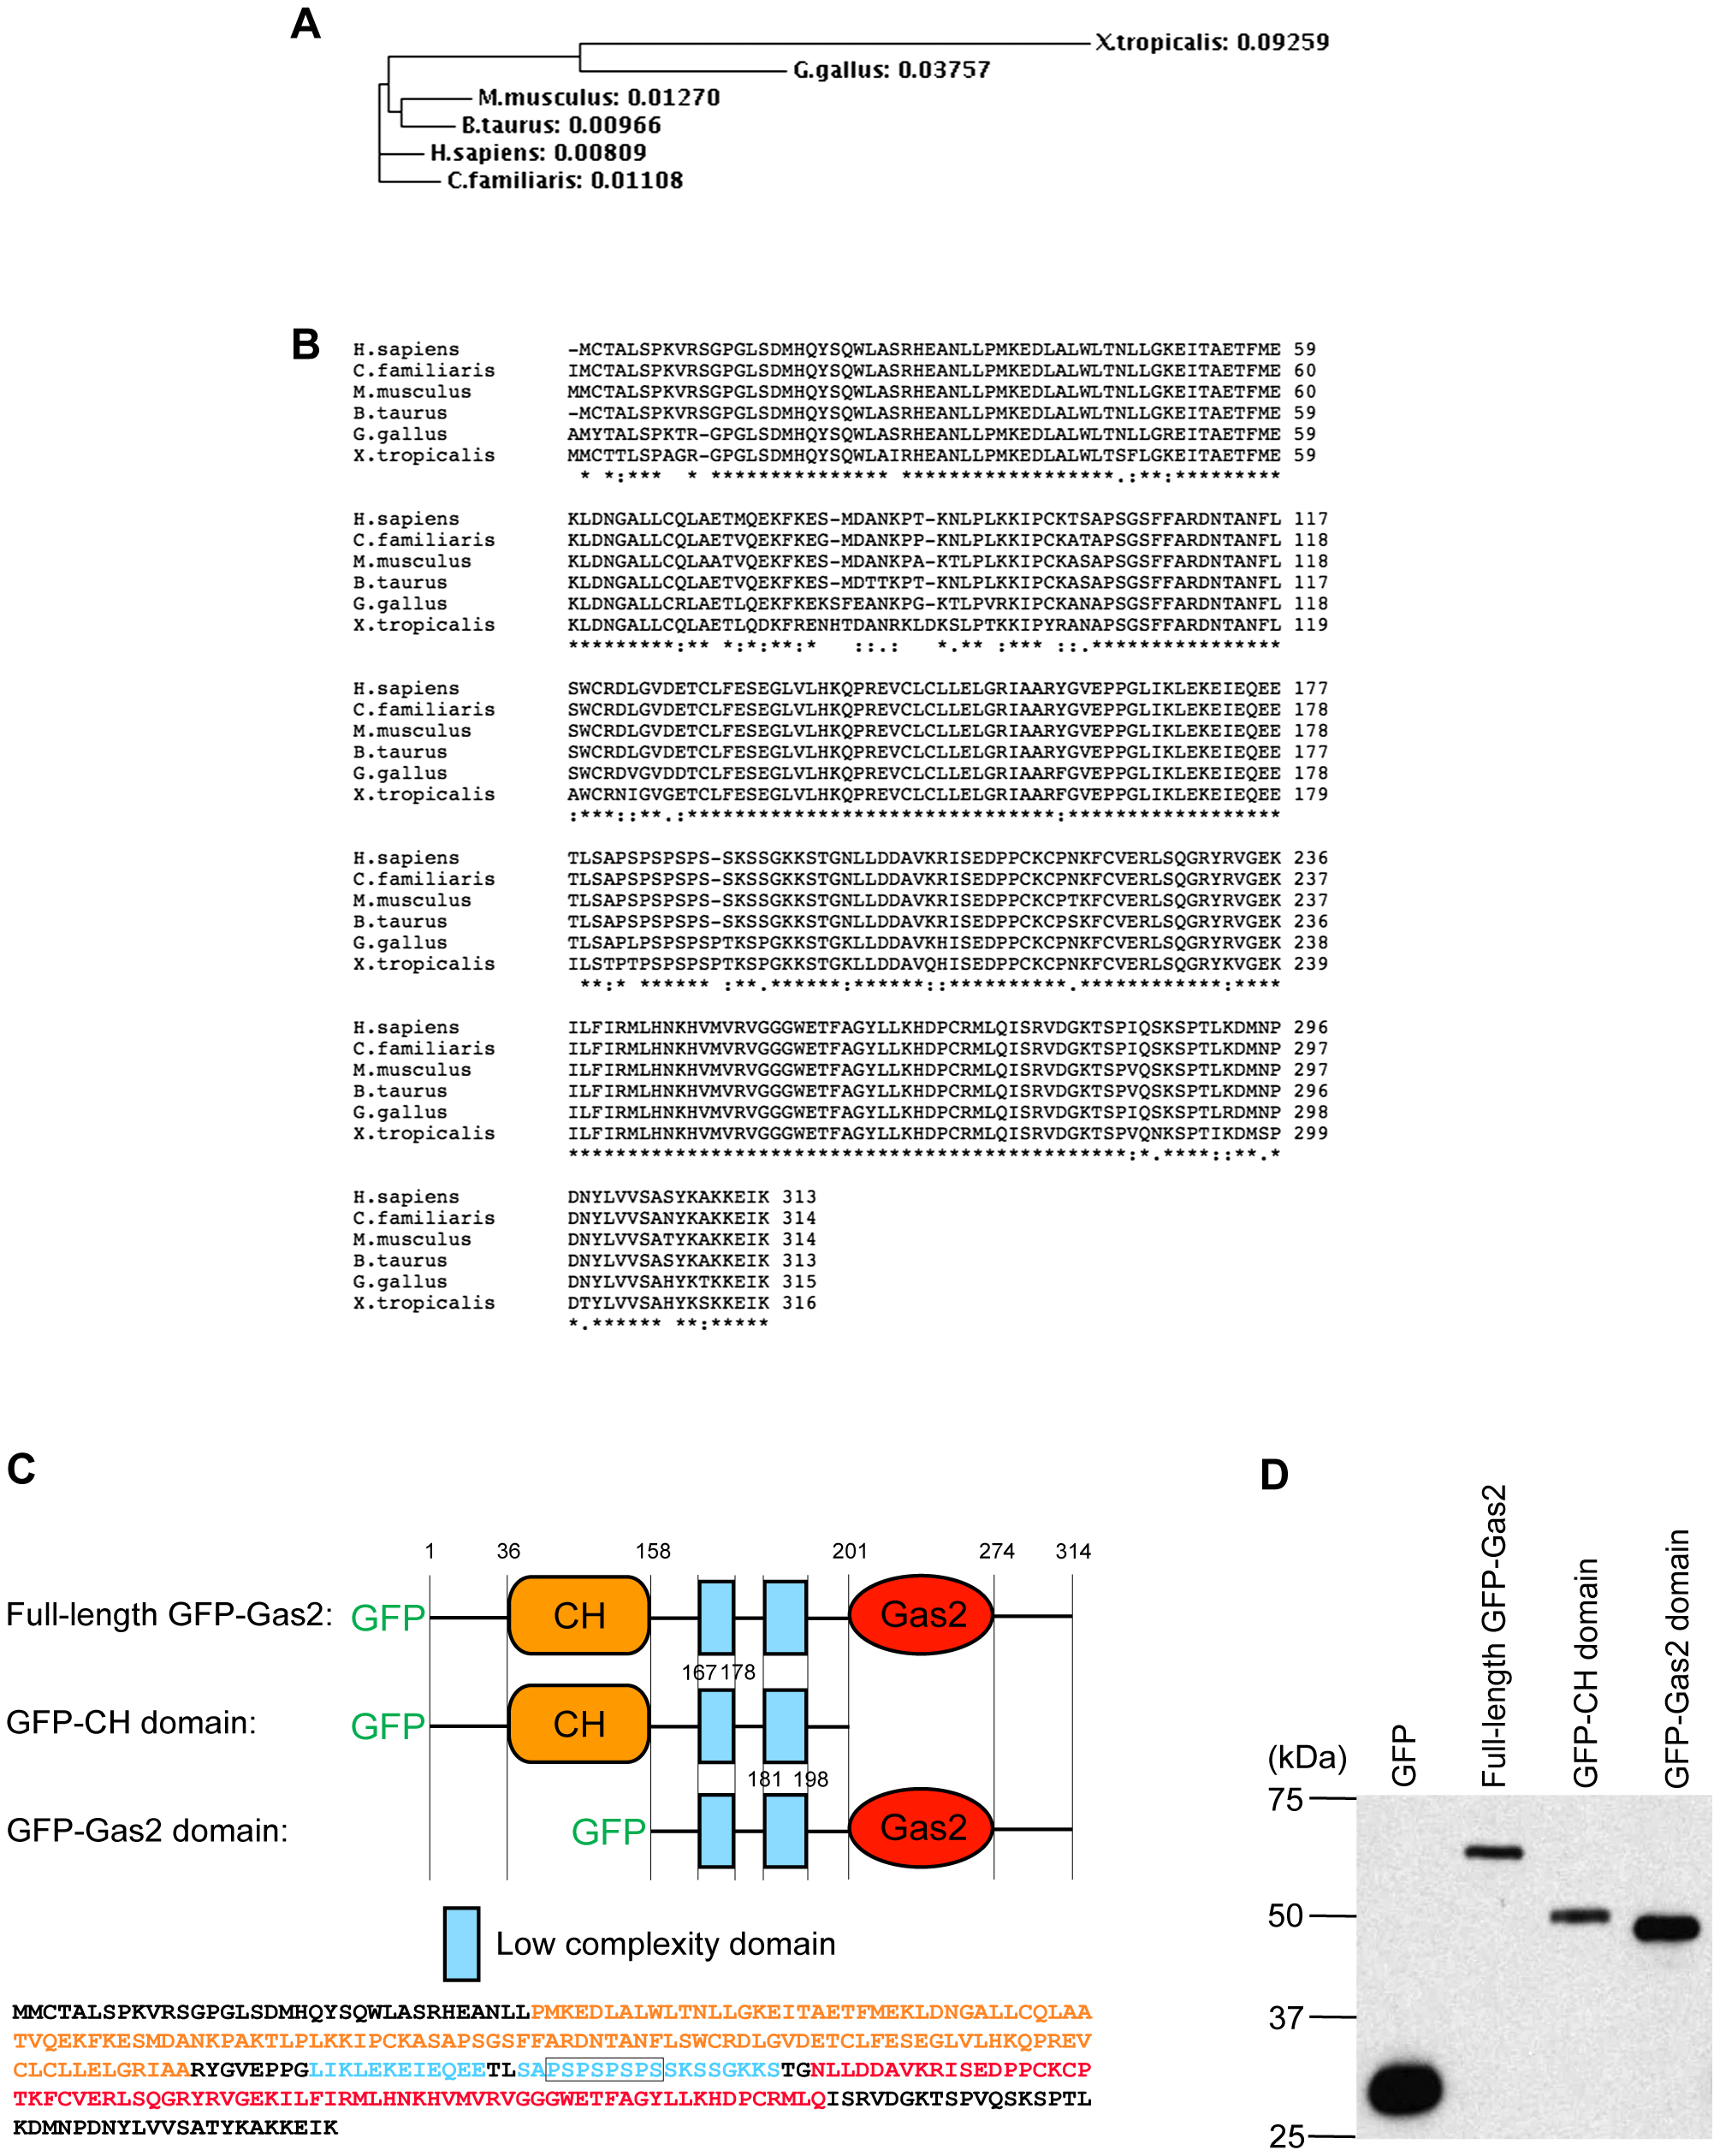 A
X.tropicalis: 0.09259
G.gallus: 0.03757
M.musculus: 0.01270
B.taurus: 0.00966
H.sapiens: 0.00809
C.familiaris: 0.01108
B
H.sapiens -MCTALSPKVRSGPGLSDMHQYSQWLASRHEANLLPMKEDLALWLTNLLGKEITAETFME 59
C.familiaris IMCTALSPKVRSGPGLSDMHQYSQWLASRHEANLLPMKEDLALWLTNLLGKEITAETFME 60
M.musculus MMCTALSPKVRSGPGLSDMHQYSQWLASRHEANLLPMKEDLALWLTNLLGKEITAETFME 60
B.taurus -MCTALSPKVRSGPGLSDMHQYSQWLASRHEANLLPMKEDLALWLTNLLGKEITAETFME 59
G.gallus AMYTALSPKTR-GPGLSDMHQYSQWLASRHEANLLPMKEDLALWLTNLLGREITAETFME 59
X.tropicalis MMCTTLSPAGR-GPGLSDMHQYSQWLAIRHEANLLPMKEDLALWLTSFLGKEITAETFME 59
* *:*** * *************** ******************.:**:*********
H.sapiens KLDNGALLCQLAETMQEKFKES-MDANKPT-KNLPLKKIPCKTSAPSGSFFARDNTANFL 117
C.familiaris KLDNGALLCQLAETVQEKFKEG-MDANKPP-KNLPLKKIPCKATAPSGSFFARDNTANFL 118
M.musculus KLDNGALLCQLAATVQEKFKES-MDANKPA-KTLPLKKIPCKASAPSGSFFARDNTANFL 118
B.taurus KLDNGALLCQLAETVQEKFKES-MDTTKPT-KNLPLKKIPCKASAPSGSFFARDNTANFL 117
G.gallus KLDNGALLCRLAETLQEKFKEKSFEANKPG-KTLPVRKIPCKANAPSGSFFARDNTANFL 118
X.tropicalis KLDNGALLCQLAETLQDKFRENHTDANRKLDKSLPTKKIPYRANAPSGSFFARDNTANFL 119
*********:** *:*:**:* ::.: *.** :*** ::.****************
H.sapiens SWCRDLGVDETCLFESEGLVLHKQPREVCLCLLELGRIAARYGVEPPGLIKLEKEIEQEE 177
C.familiaris SWCRDLGVDETCLFESEGLVLHKQPREVCLCLLELGRIAARYGVEPPGLIKLEKEIEQEE 178
M.musculus SWCRDLGVDETCLFESEGLVLHKQPREVCLCLLELGRIAARYGVEPPGLIKLEKEIEQEE 178
B.taurus SWCRDLGVDETCLFESEGLVLHKQPREVCLCLLELGRIAARYGVEPPGLIKLEKEIEQEE 177
G.gallus SWCRDVGVDDTCLFESEGLVLHKQPREVCLCLLELGRIAARFGVEPPGLIKLEKEIEQEE 178
X.tropicalis AWCRNIGVGETCLFESEGLVLHKQPREVCLCLLELGRIAARFGVEPPGLIKLEKEIEQEE 179
:***::**.:*******************************:******************
H.sapiens TLSAPSPSPSPS-SKSSGKKSTGNLLDDAVKRISEDPPCKCPNKFCVERLSQGRYRVGEK 236
C.familiaris TLSAPSPSPSPS-SKSSGKKSTGNLLDDAVKRISEDPPCKCPNKFCVERLSQGRYRVGEK 237
M.musculus TLSAPSPSPSPS-SKSSGKKSTGNLLDDAVKRISEDPPCKCPTKFCVERLSQGRYRVGEK 237
B.taurus TLSAPSPSPSPS-SKSSGKKSTGNLLDDAVKRISEDPPCKCPSKFCVERLSQGRYRVGEK 236
G.gallus TLSAPLPSPSPSPTKSPGKKSTGKLLDDAVKHISEDPPCKCPNKFCVERLSQGRYRVGEK 238
X.tropicalis ILSTPTPSPSPSPTKSPGKKSTGKLLDDAVQHISEDPPCKCPNKFCVERLSQGRYKVGEK 239
**:* ****** :**.******:******::**********.************:****
H.sapiens ILFIRMLHNKHVMVRVGGGWETFAGYLLKHDPCRMLQISRVDGKTSPIQSKSPTLKDMNP 296
C.familiaris ILFIRMLHNKHVMVRVGGGWETFAGYLLKHDPCRMLQISRVDGKTSPIQSKSPTLKDMNP 297
M.musculus ILFIRMLHNKHVMVRVGGGWETFAGYLLKHDPCRMLQISRVDGKTSPVQSKSPTLKDMNP 297
B.taurus ILFIRMLHNKHVMVRVGGGWETFAGYLLKHDPCRMLQISRVDGKTSPVQSKSPTLKDMNP 296
G.gallus ILFIRMLHNKHVMVRVGGGWETFAGYLLKHDPCRMLQISRVDGKTSPIQSKSPTLRDMNP 298
X.tropicalis ILFIRMLHNKHVMVRVGGGWETFAGYLLKHDPCRMLQISRVDGKTSPVQNKSPTIKDMSP 299
***********************************************:*.****::**.*
H.sapiens DNYLVVSASYKAKKEIK 313
C.familiaris DNYLVVSANYKAKKEIK 314
M.musculus DNYLVVSATYKAKKEIK 314
B.taurus DNYLVVSASYKAKKEIK 313
G.gallus DNYLVVSAHYKTKKEIK 315
X.tropicalis DTYLVVSAHYKSKKEIK 316
*.****** **:*****
C
1 36 158 201 274 314
Full-length GFP-Gas2: GFP CH Gas2
167 178
GFP-CH domain: GFP CH
181 198
GFP-Gas2 domain: GFP Gas2
Low complexity domain
MMCTALSPKVRSGPGLSDMHQYSQWLASRHEANLLPMKEDLALWLTNLLGKEITAETFMEKLDNGALLCQLAA
TVQEKFKESMDANKPAKTLPLKKIPCKASAPSGSFFARDNTANFLSWCRDLGVDETCLFESEGLVLHKQPREV
CLCLLELGRIAARYGVEPPGLIKLEKEIEQEETLSAPSPSPSPSSKSSGKKSTGNLLDDAVKRISEDPPCKCP
TKFCVERLSQGRYRVGEKILFIRMLHNKHVMVRVGGGWETFAGYLLKHDPCRMLQISRVDGKTSPVQSKSPTL
KDMNPDNYLVVSATYKAKKEIK
D
GFP
Full-length GFP-Gas2
GFP-CH domain
GFP-Gas2 domain
(kDa)
75
50
37
25